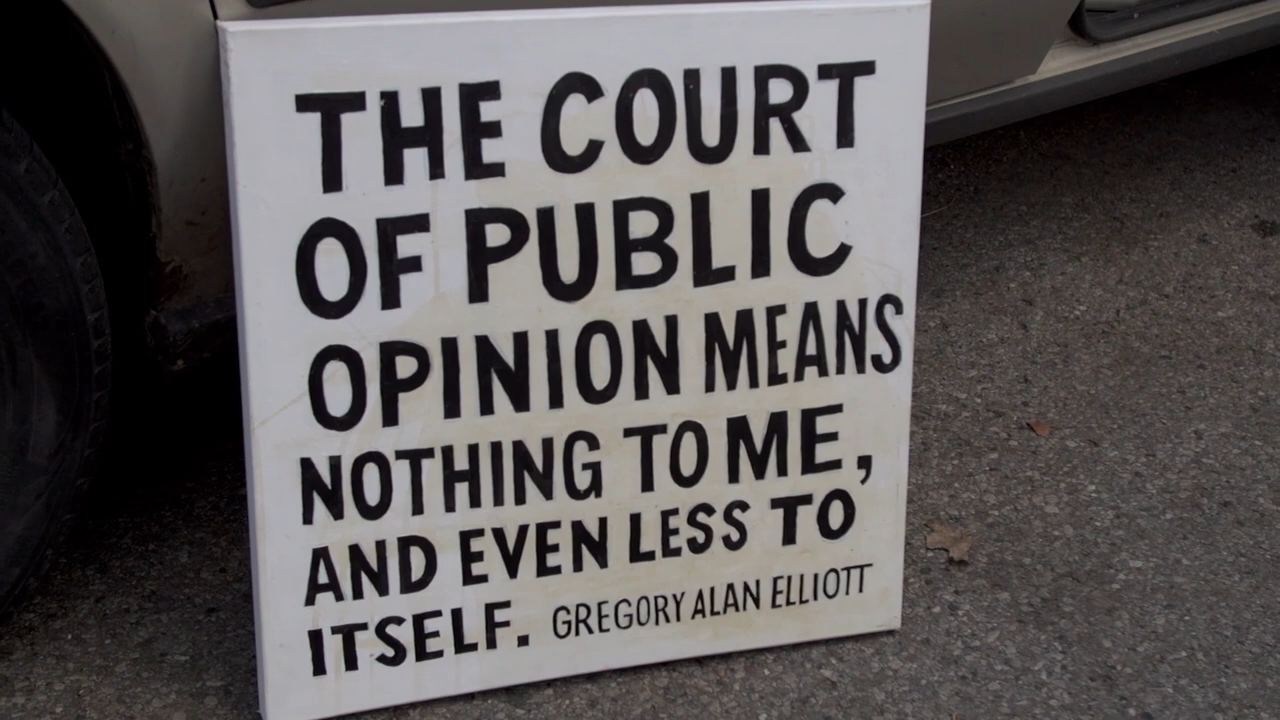 THE COURT
OF PUBLIC
OPINION MEANS
NOTHING TO ME,
AND EVEN LESS TO
ITSELF. GREGORY ALAN ELLIOTT